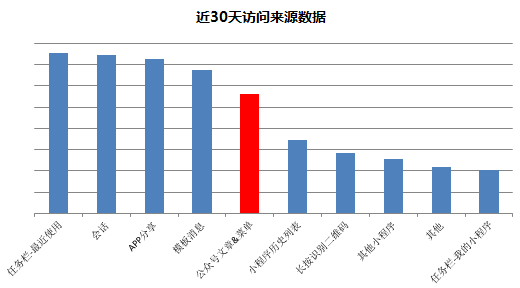 近30天访问来源数据
任务栏-最近使用
会话
APP分享
模板消息
公众号文章&菜单
小程序历史列表
长按识别二维码
其他小程序
其他
任务栏-我的小程序